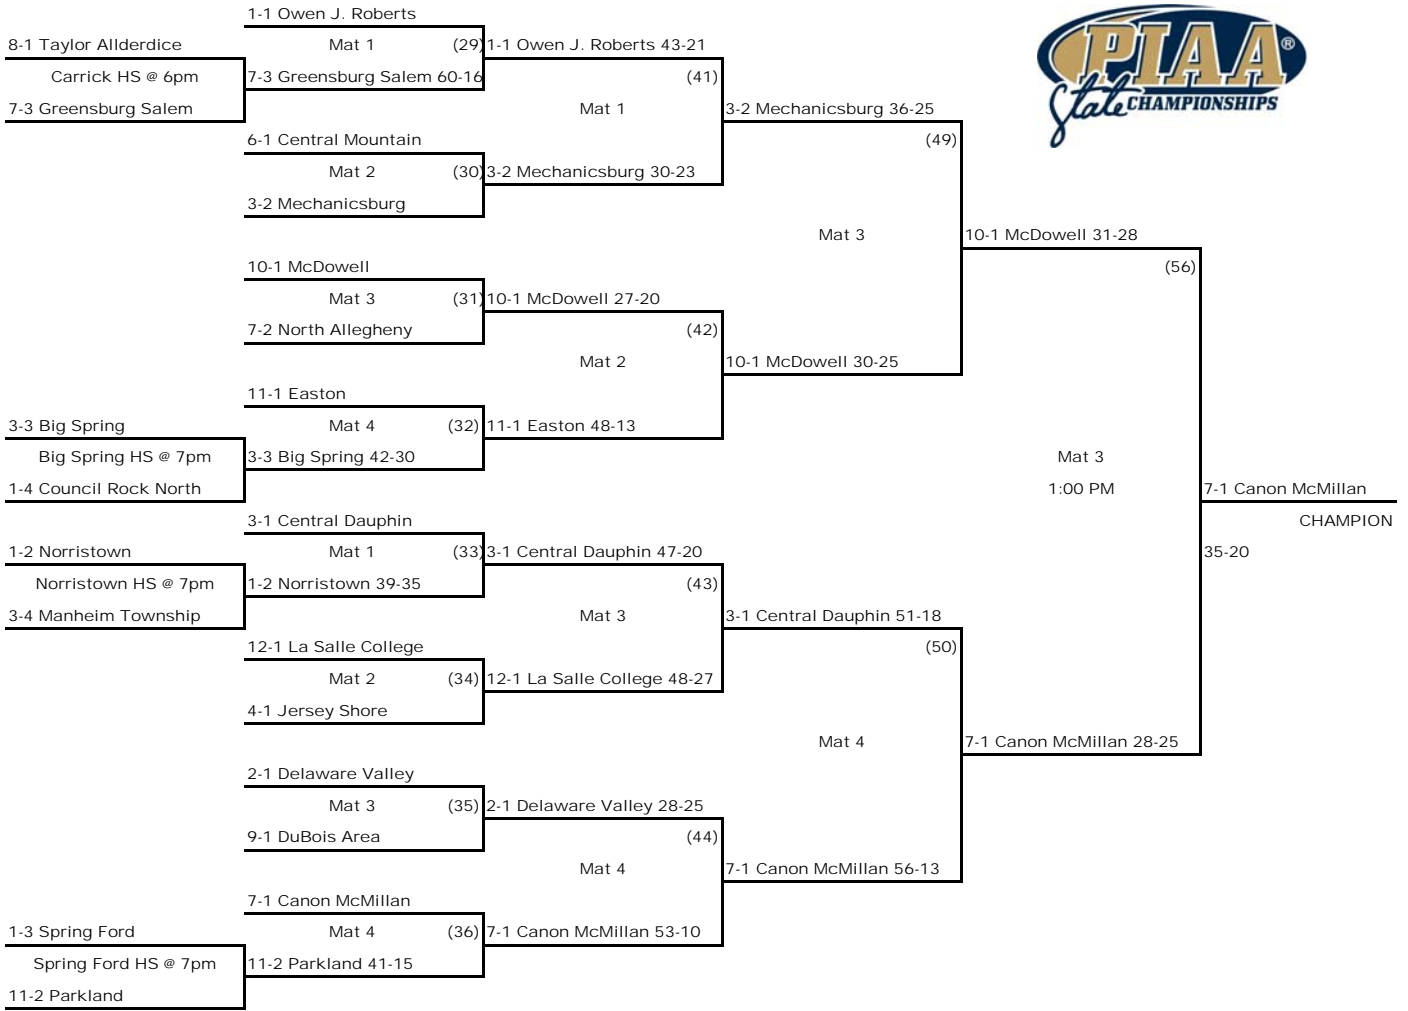 1-1 Owen J. Roberts
8-1 Taylor Allderdice
Mat 1
(29)
1-1 Owen J. Roberts 43-21
Carrick HS @ 6pm
7-3 Greensburg Salem 60-16
(41)
7-3 Greensburg Salem
Mat 1
3-2 Mechanicsburg 36-25
6-1 Central Mountain
(49)
Mat 2
(30)
3-2 Mechanicsburg 30-23
3-2 Mechanicsburg
Mat 3
10-1 McDowell 31-28
10-1 McDowell
(56)
Mat 3
(31)
10-1 McDowell 27-20
7-2 North Allegheny
(42)
Mat 2
10-1 McDowell 30-25
11-1 Easton
3-3 Big Spring
Mat 4
(32)
11-1 Easton 48-13
Big Spring HS @ 7pm
3-3 Big Spring 42-30
Mat 3
1-4 Council Rock North
1:00 PM
7-1 Canon McMillan
3-1 Central Dauphin
CHAMPION
1-2 Norristown
Mat 1
(33)
3-1 Central Dauphin 47-20
35-20
Norristown HS @ 7pm
1-2 Norristown 39-35
(43)
3-4 Manheim Township
Mat 3
3-1 Central Dauphin 51-18
12-1 La Salle College
(50)
Mat 2
(34)
12-1 La Salle College 48-27
4-1 Jersey Shore
Mat 4
7-1 Canon McMillan 28-25
2-1 Delaware Valley
Mat 3
(35)
2-1 Delaware Valley 28-25
9-1 DuBois Area
(44)
Mat 4
7-1 Canon McMillan 56-13
7-1 Canon McMillan
1-3 Spring Ford
Mat 4
(36)
7-1 Canon McMillan 53-10
Spring Ford HS @ 7pm
11-2 Parkland 41-15
11-2 Parkland
PIAA®
State CHAMPIONSHIPS